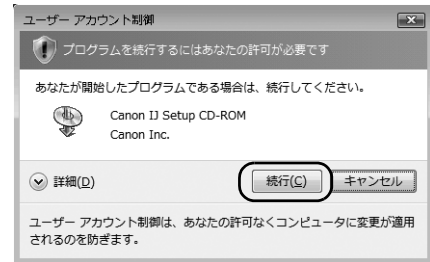 ユーザー アカウント制御
プログラムを続行するにはあなたの許可が必要です
あなたが開始したプログラムである場合は、続行してください。
Canon IJ Setup CD-ROM
Canon Inc.
詳細(D)
続行(C)
キャンセル
ユーザー アカウント制御は、あなたの許可なくコンピュータに変更が適用
されるのを防ぎます。